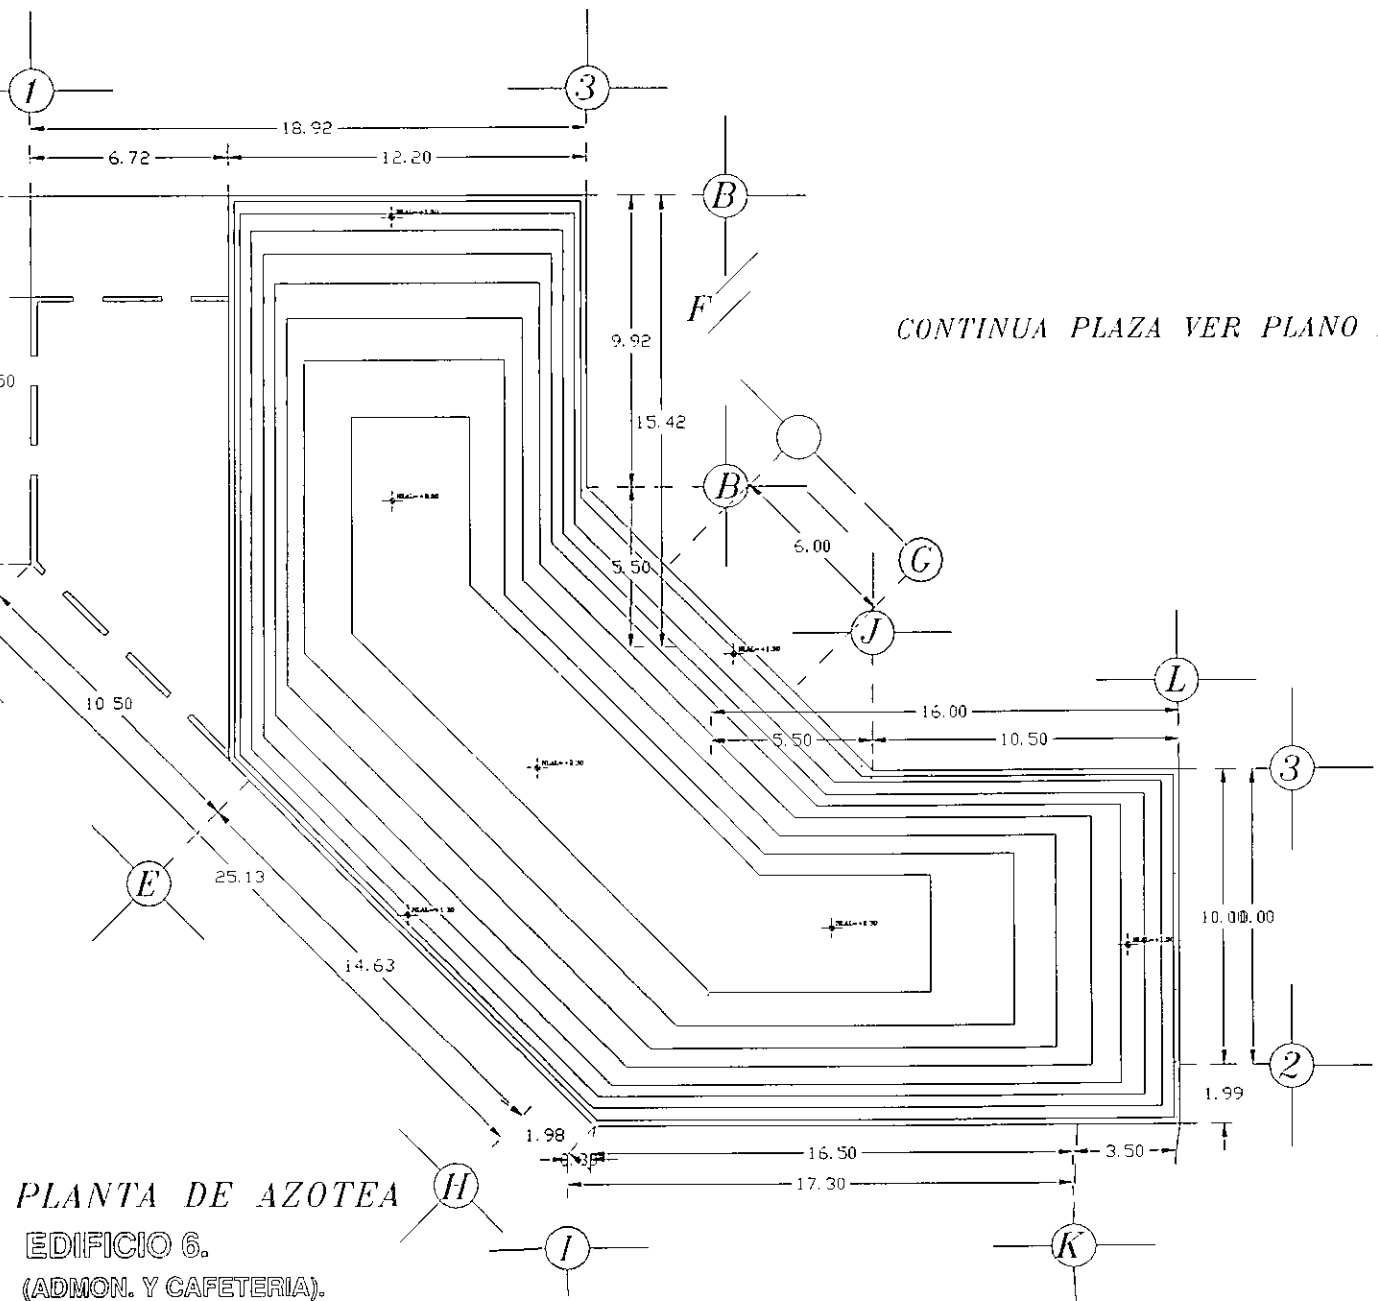 1
3
18.92
6.72
12.20
B
F
9.92
CONTINUA PLAZA VER PLANO
15.42
B
6.00
G
5.50
J
L
10.50
16.00
5.50
10.50
3
E
25.13
10.00
14.63
2
1.99
1.98
16.50
3.50
17.30
PLANTA DE AZOTEA
H
EDIFICIO 6.
I
K
(ADMON. Y CAFETERIA).